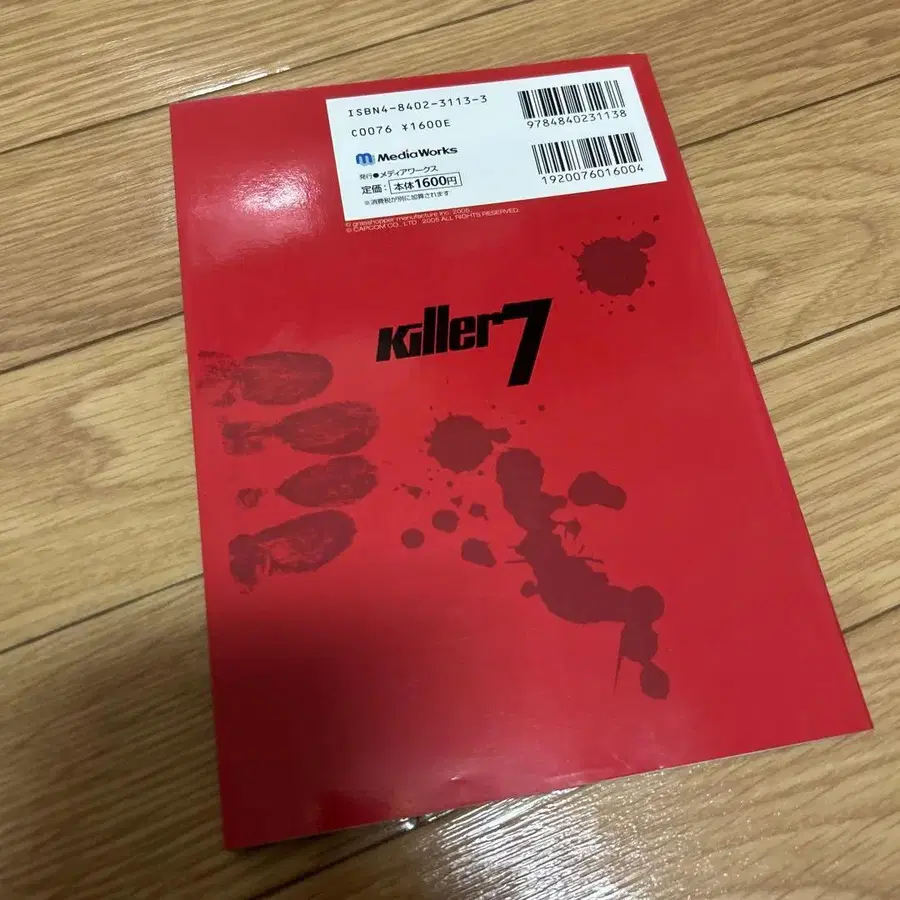 ISBN4-8402-3113-3
C0076 ¥1600E
MediaWorks
発行●メディアワークス
定価: 本体1600円
※消費税が別に加算されます
9784840231138
1920076016004
© grasshopper manufacture inc. 2005.
© CAPCOM CO., LTD. 2005 ALL RIGHTS RESERVED.
killer7